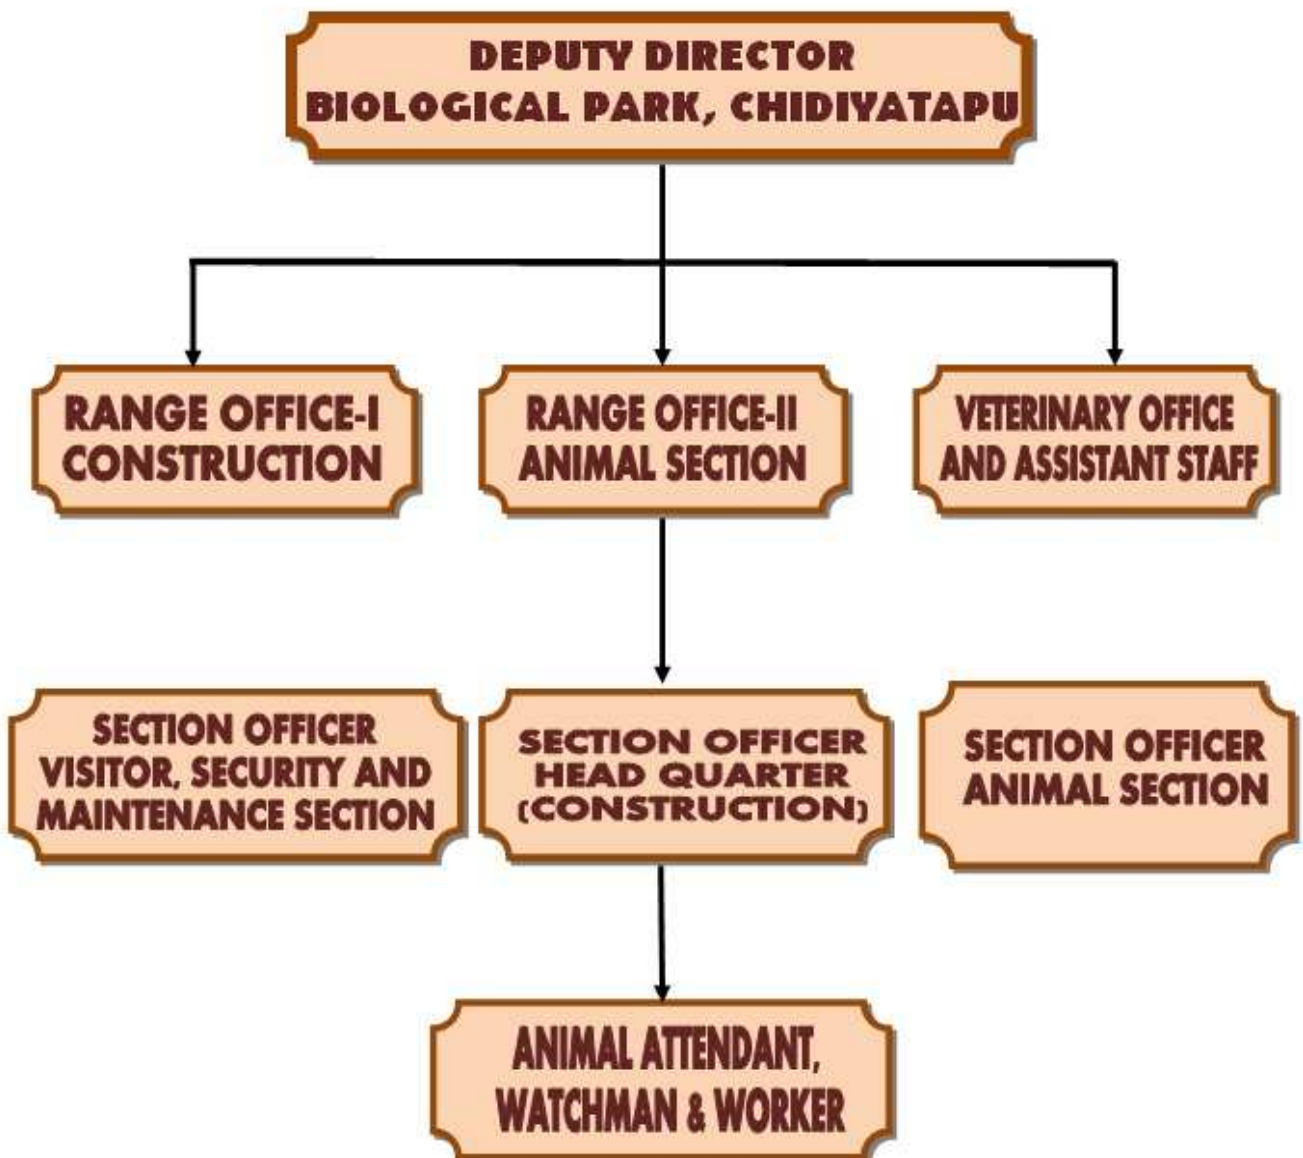 DEPUTY DIRECTOR
BIOLOGICAL PARK, CHIDIYATAPU
RANGE OFFICE-I
CONSTRUCTION
RANGE OFFICE-II
ANIMAL SECTION
VETERINARY OFFICE
AND ASSISTANT STAFF
SECTION OFFICER
VISITOR, SECURITY AND
MAINTENANCE SECTION
SECTION OFFICER
HEAD QUARTER
(CONSTRUCTION)
SECTION OFFICER
ANIMAL SECTION
ANIMAL ATTENDANT,
WATCHMAN & WORKER